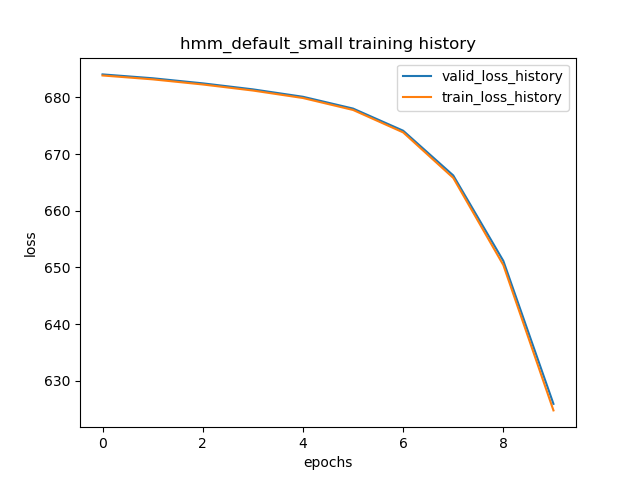 hmm_default_small training history
valid_loss_history
train_loss_history
680
670
660
650
640
630
loss
0 2 4 6 8
epochs